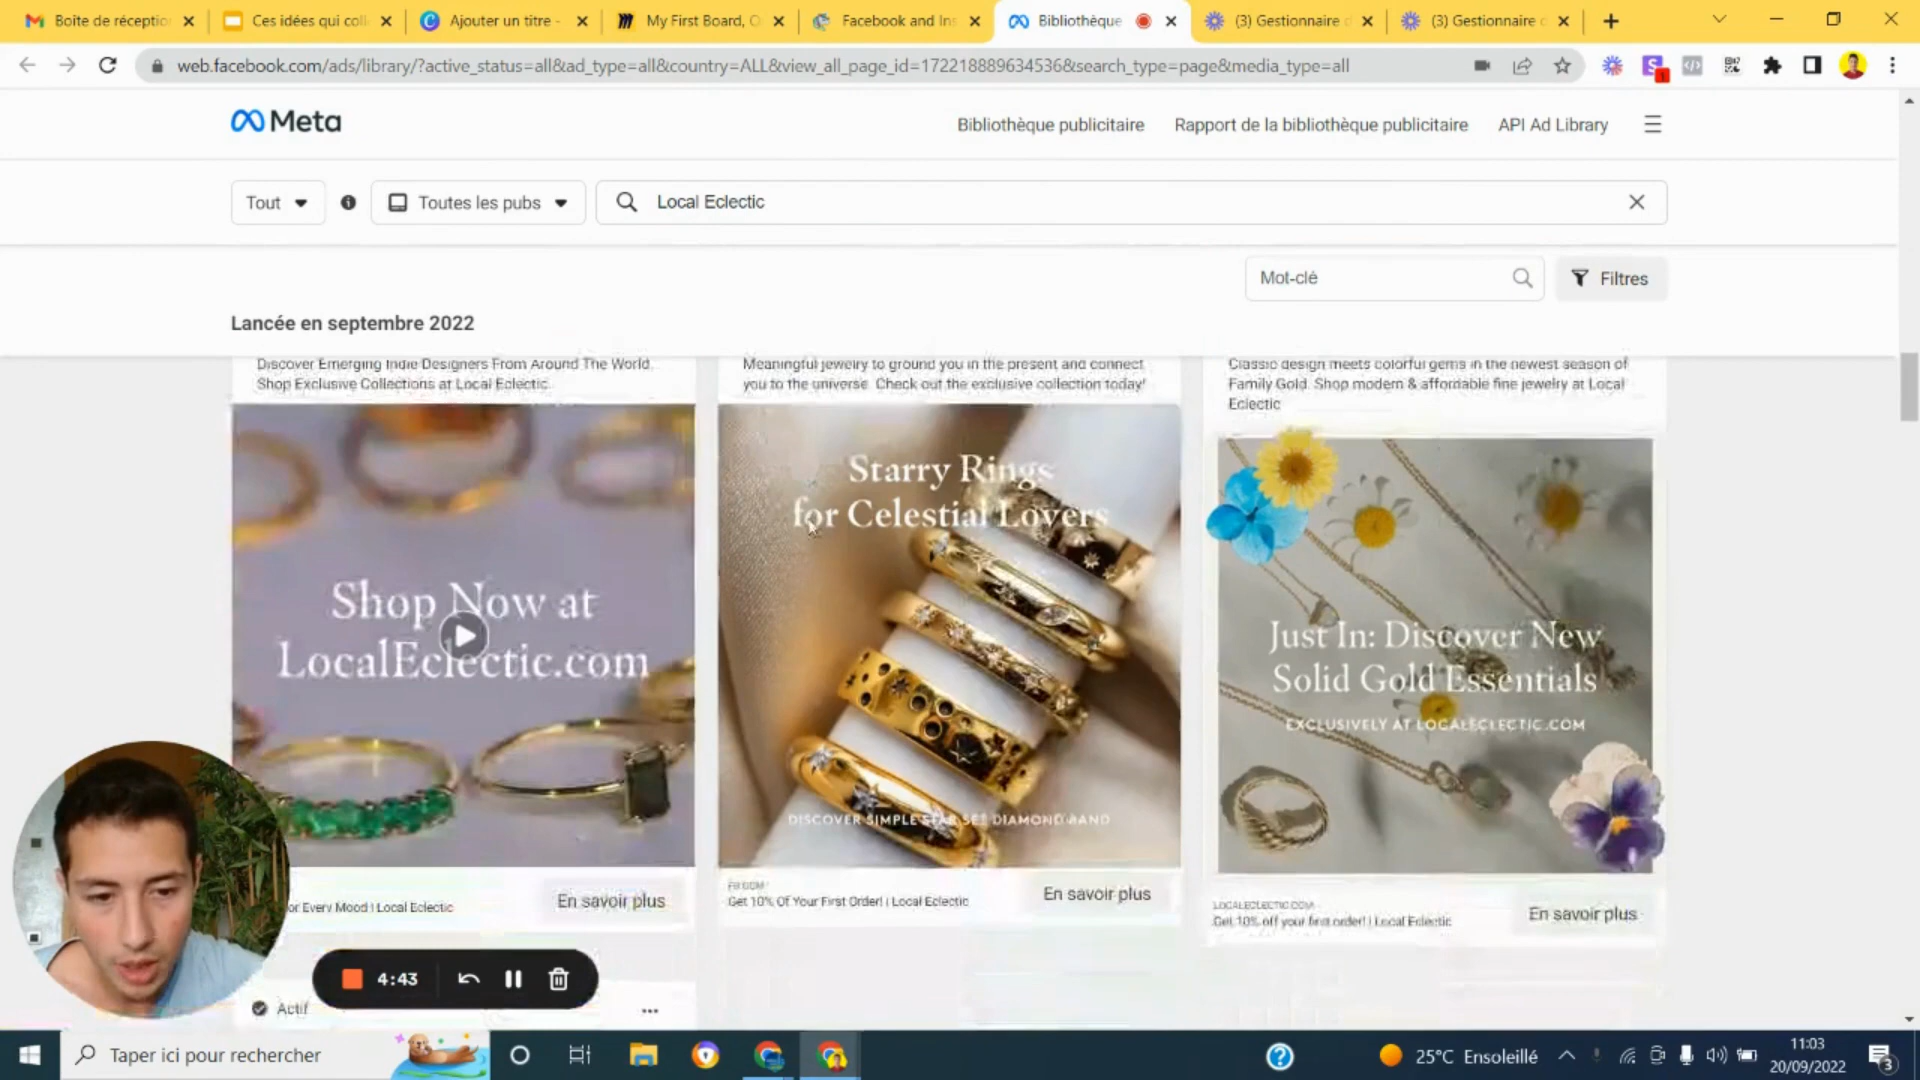 Boîte de réceptio
Ces idées qui coll
Ajouter un titre -
My First Board, O
Facebook and Ins
Bibliothèque
(3) Gestionnaire d
(3) Gestionnaire d
web.facebook.com/ads/library/?active_status=all&ad_type=all&country=ALL&view_all_page_id=172218889634536&search_type=page&media_type=all
Meta
Bibliothèque publicitaire
Rapport de la bibliothèque publicitaire
API Ad Library
Tout
Toutes les pubs
Local Eclectic
Mot-clé
Filtres
Lancée en septembre 2022
Discover Emerging Indie Designers From Around The World.
Shop Exclusive Collections at Local Eclectic.
Meaningful jewelry to ground you in the present and connect
you to the universe. Check out the exclusive collection today!
Classic design meets colorful gems in the newest season of
Family Gold. Shop modern & affordable fine jewelry at Local
Eclectic
Shop Now at
LocalEclectic.com
Starry Rings
for Celestial Lovers
DISCOVER SIMPLE STAR SET DIAMOND BAND
Just In: Discover New
Solid Gold Essentials
EXCLUSIVELY AT LOCALECLECTIC.COM
or Every Mood | Local Eclectic
En savoir plus
FB.COM
Get 10% Of Your First Order! | Local Eclectic
En savoir plus
LOCALECLECTIC.COM
Get 10% off your first order! | Local Eclectic
En savoir plus
4:43
Actif
Taper ici pour rechercher
25°C Ensoleillé
11:03
20/09/2022
3